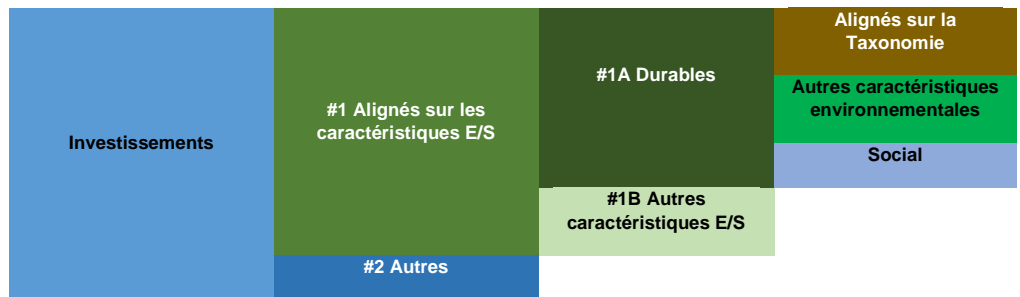 Investissements
#1 Alignés sur les
caractéristiques E/S
#2 Autres
#1A Durables
#1B Autres
caractéristiques E/S
Alignés sur la
Taxonomie
Autres caractéristiques
environnementales
Social